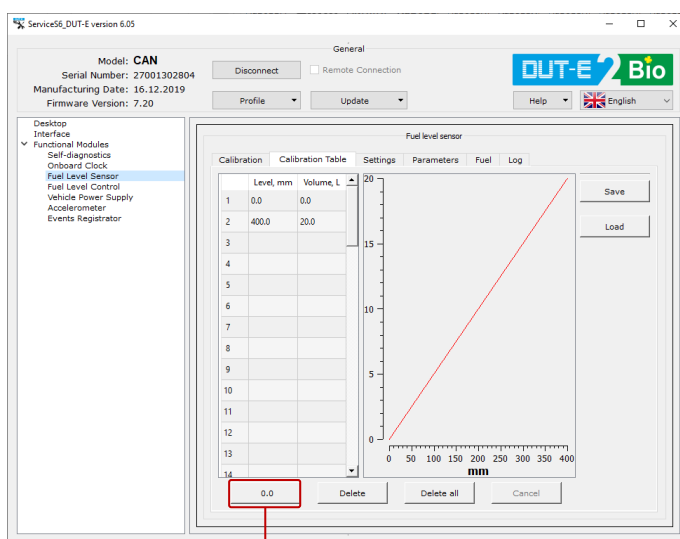 ServiceS6_DUT-E version 6.05
General
Model: CAN
Serial Number: 27001302804
Manufacturing Date: 16.12.2019
Firmware Version: 7.20
Disconnect
Remote Connection
Profile
Update
DUT-E 2 Bio
Help
English
Desktop
Interface
Functional Modules
Self-diagnostics
Onboard Clock
Fuel Level Sensor
Fuel Level Control
Vehicle Power Supply
Accelerometer
Events Registrator
Fuel level sensor
Calibration Calibration Table Settings Parameters Fuel Log
Level, mm Volume, L
1 0.0 0.0
2 400.0 20.0
3
4
5
6
7
8
9
10
11
12
13
14
20
15
10
5
0
0 50 100 150 200 250 300 350 400
mm
Save
Load
0.0 Delete Delete all Cancel